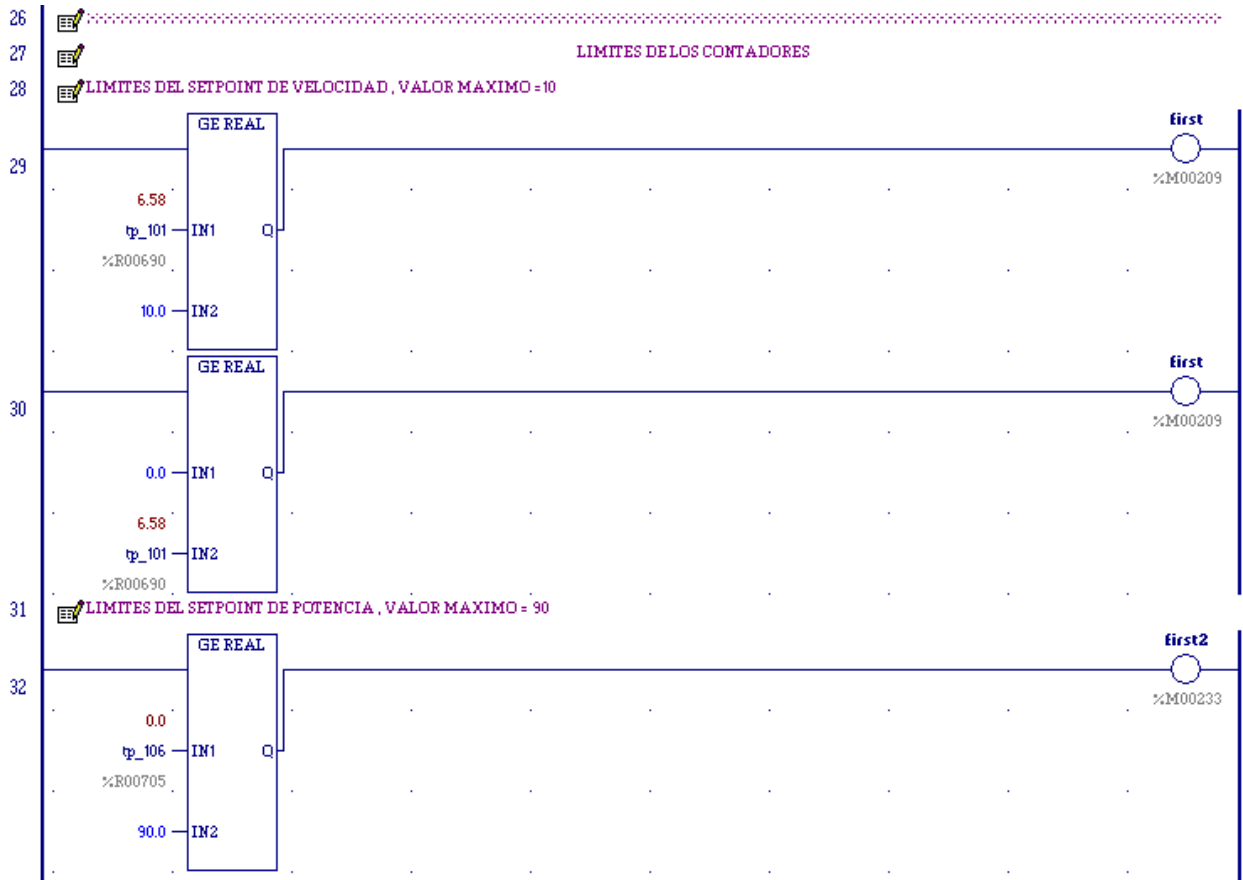 26
27
LIMITES DE LOS CONTADORES
28
LIMITES DEL SETPOINT DE VELOCIDAD , VALOR MAXIMO =10
GE REAL
first
29
%M00209
6.58
tp_101
IN1
Q
%R00690
10.0
IN2
GE REAL
first
30
%M00209
0.0
IN1
Q
6.58
tp_101
IN2
%R00690
31
LIMITES DEL SETPOINT DE POTENCIA , VALOR MAXIMO = 90
GE REAL
first2
32
%M00233
0.0
tp_106
IN1
Q
%R00705
90.0
IN2